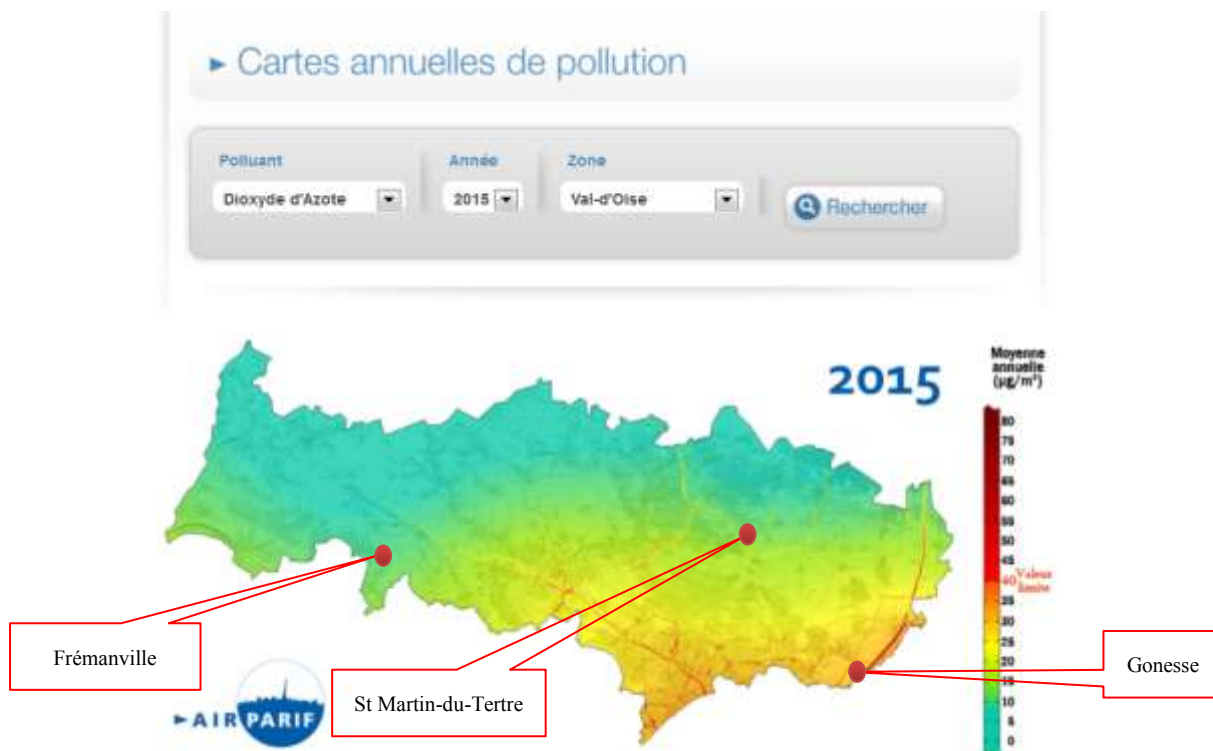 ► Cartes annuelles de pollution
Polluant Année Zone
Dioxyde d'Azote 2015 Val-d'Oise Rechercher
2015
Moyenne
annuelle
(µg/m³)
80
75
70
65
60
55
50
45
40 Valeur
limite
35
30
25
20
15
10
5
0
Frémanville
St Martin-du-Tertre
Gonesse
►AIRPARIF